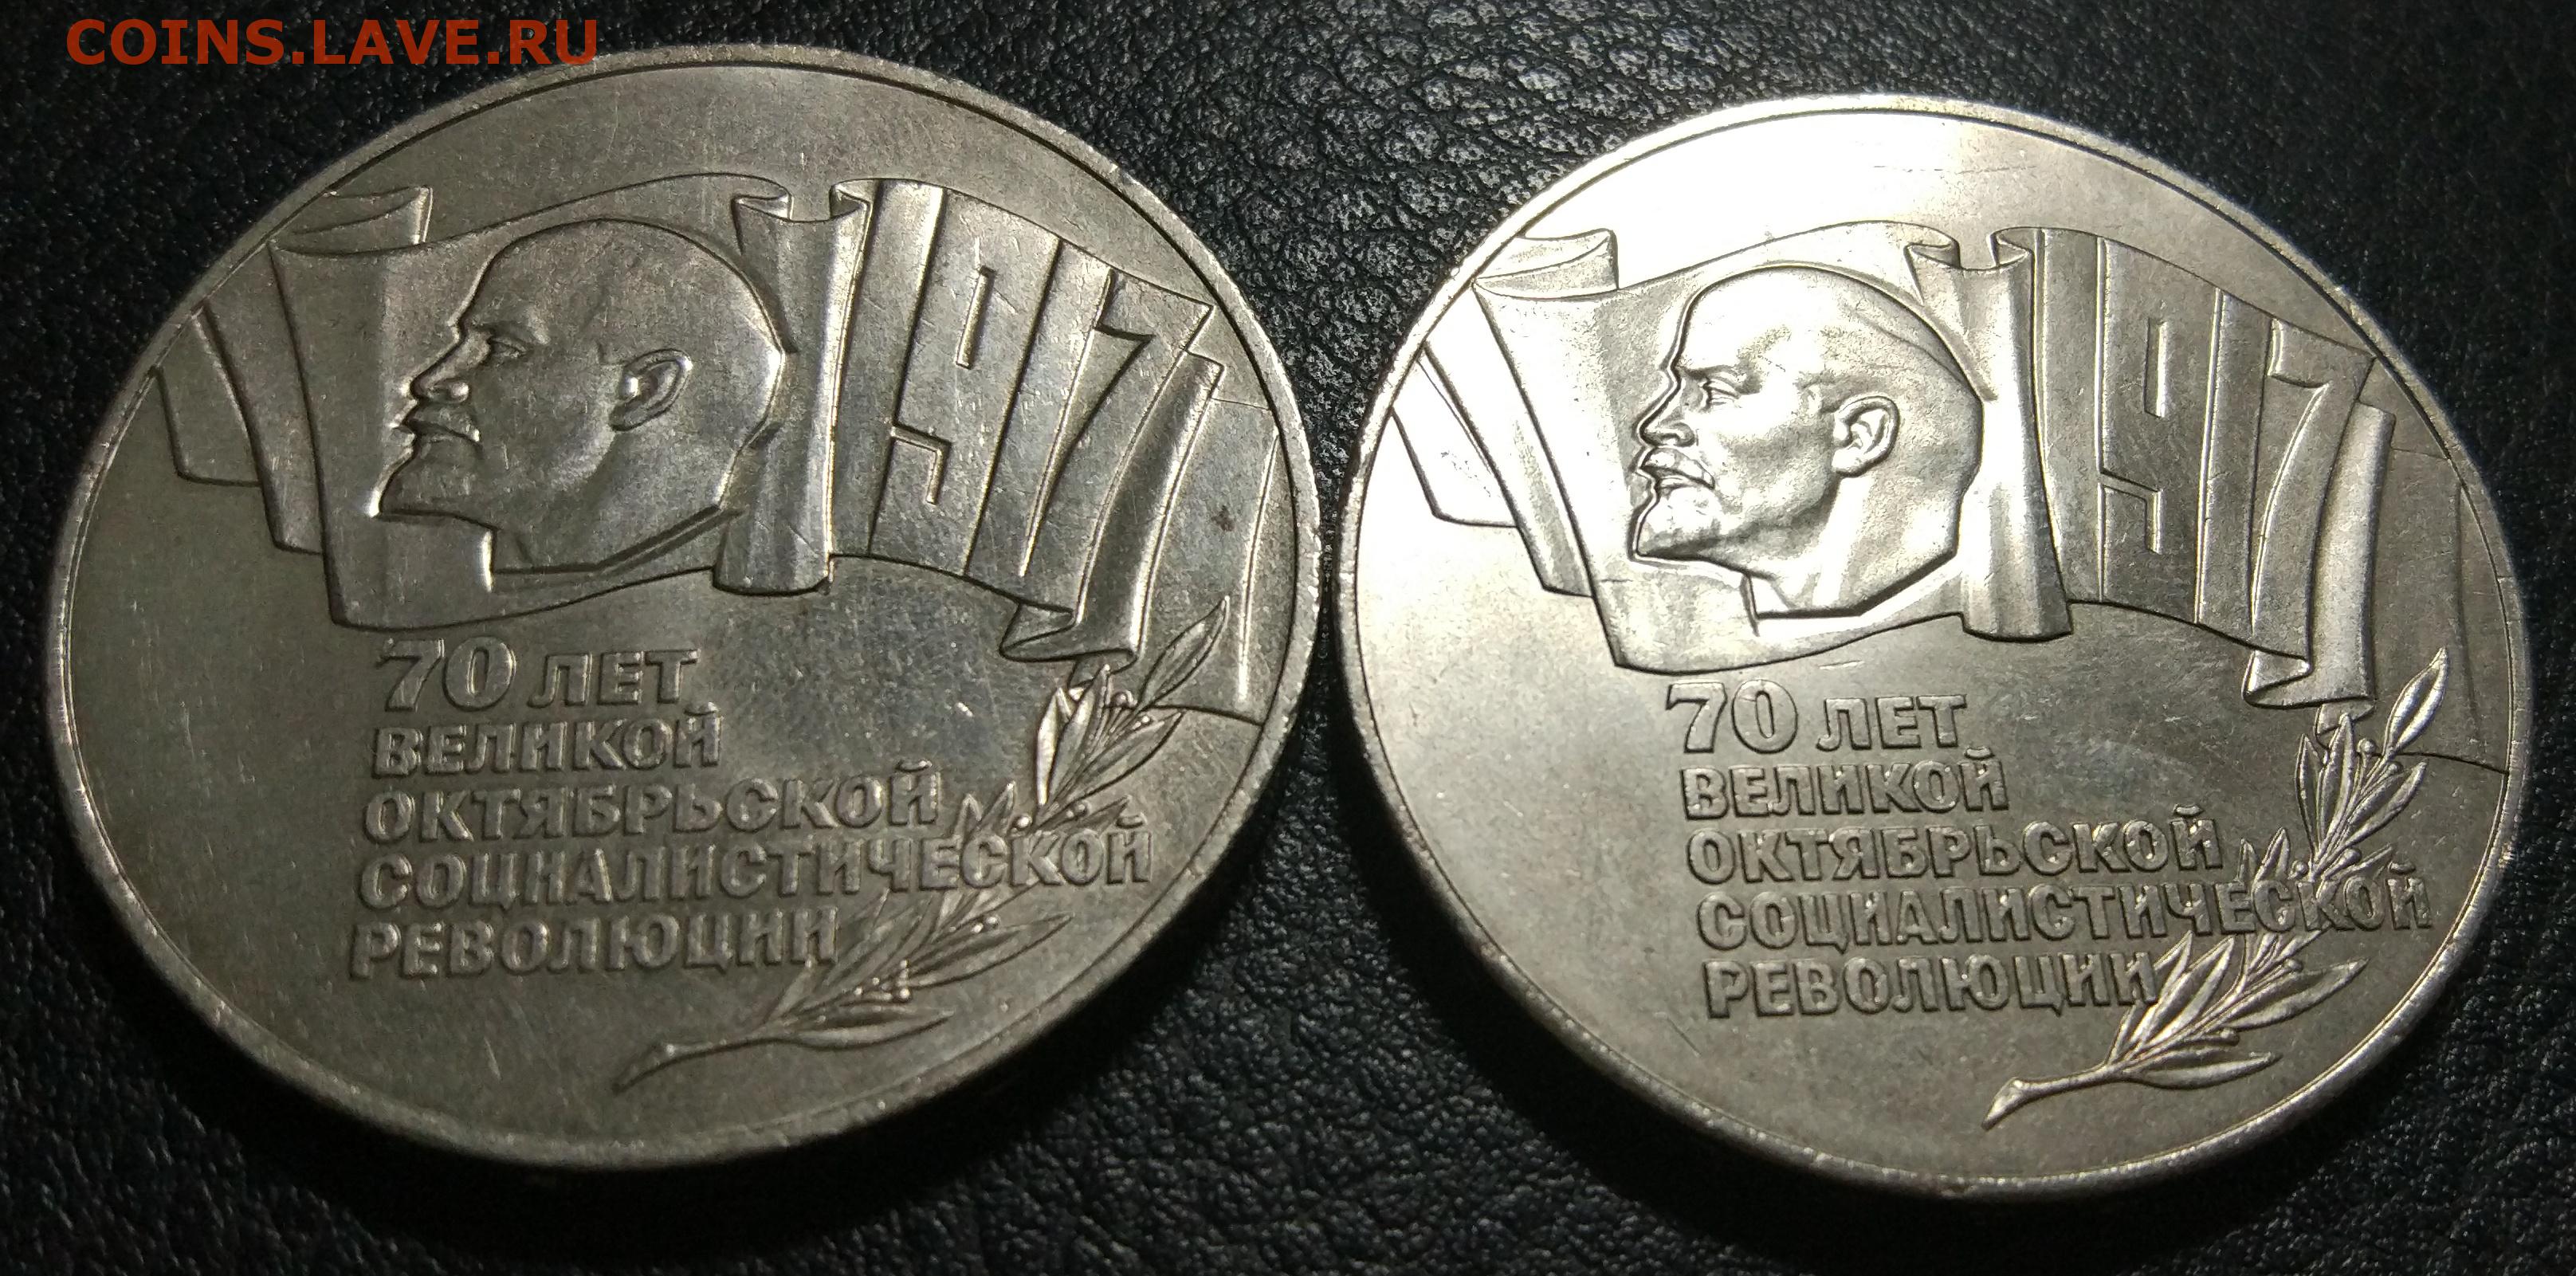 COINS.LAVE.RU
1917
70 ЛЕТ
ВЕЛИКОЙ
ОКТЯБРЬСКОЙ
СОЦИАЛИСТИЧЕСКОЙ
РЕВОЛЮЦИИ
1917
70 ЛЕТ
ВЕЛИКОЙ
ОКТЯБРЬСКОЙ
СОЦИАЛИСТИЧЕСКОЙ
РЕВОЛЮЦИИ